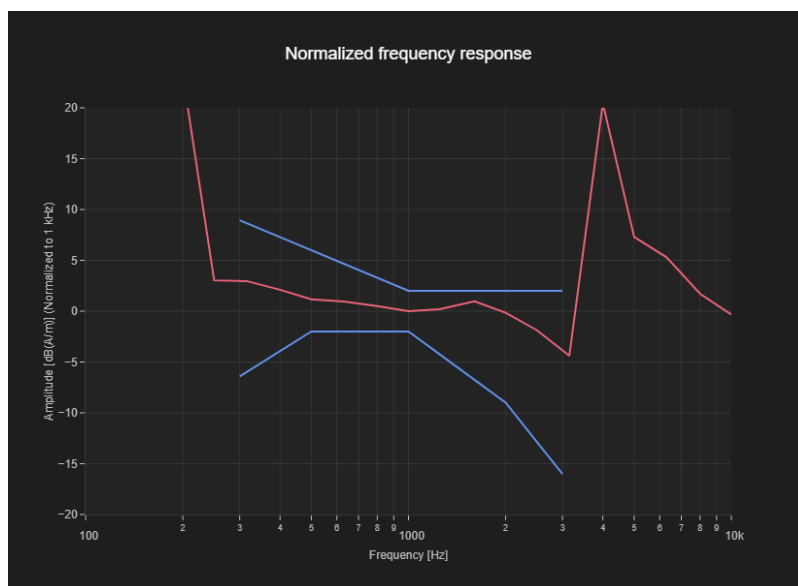 Normalized frequency response
Amplitude [dB(A/m)] (Normalized to 1 kHz)
20
15
10
5
0
−5
−10
−15
−20
100 2 3 4 5 6 7 8 9 1000 2 3 4 5 6 7 8 9 10k
Frequency [Hz]